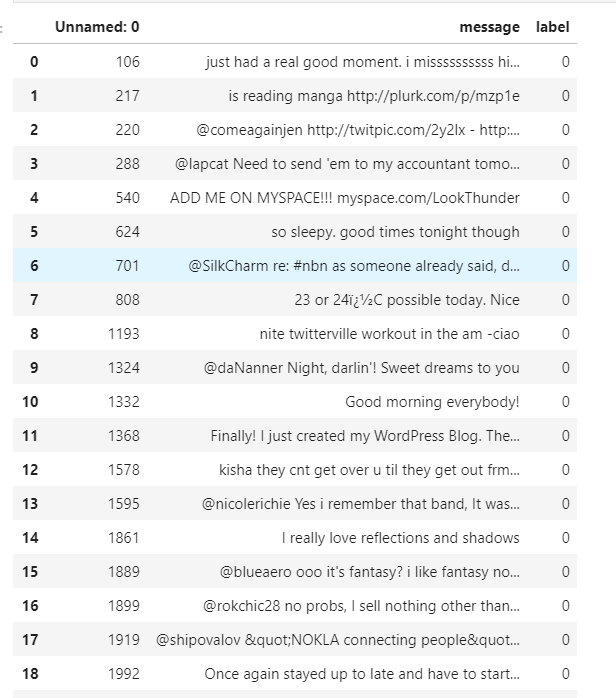 Unnamed: 0 message label
0 106 just had a real good moment. i missssssssss hi... 0
1 217 is reading manga http://plurk.com/p/mzp1e 0
2 220 @comeagainjen http://twitpic.com/2y2lx - http:... 0
3 288 @lapcat Need to send 'em to my accountant tomo... 0
4 540 ADD ME ON MYSPACE!!! myspace.com/LookThunder 0
5 624 so sleepy. good times tonight though 0
6 701 @SilkCharm re: #nbn as someone already said, d... 0
7 808 23 or 24ï¿½C possible today. Nice 0
8 1193 nite twitterville workout in the am -ciao 0
9 1324 @daNanner Night, darlin'! Sweet dreams to you 0
10 1332 Good morning everybody! 0
11 1368 Finally! I just created my WordPress Blog. The... 0
12 1578 kisha they cnt get over u til they get out frm... 0
13 1595 @nicolerichie Yes i remember that band, It was... 0
14 1861 I really love reflections and shadows 0
15 1889 @blueaero ooo it's fantasy? i like fantasy no... 0
16 1899 @rokchic28 no probs, I sell nothing other than... 0
17 1919 @shipovalov &quot;NOKLA connecting people&quot... 0
18 1992 Once again stayed up to late and have to start... 0